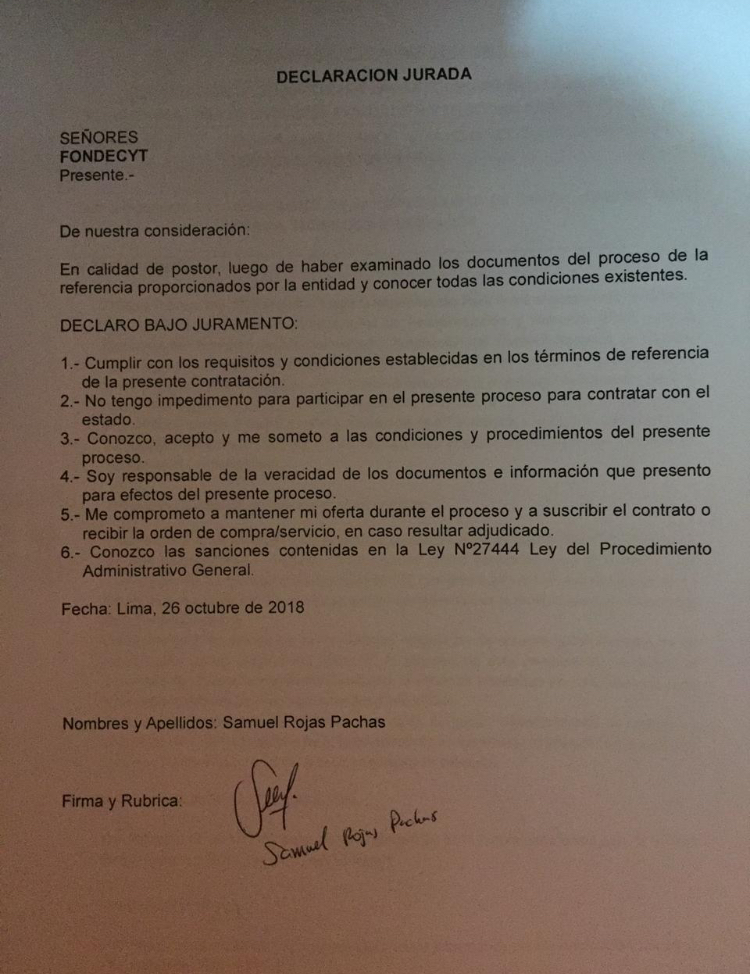 DECLARACION JURADA
SEÑORES
FONDECYT
Presente.-
De nuestra consideración:
En calidad de postor, luego de haber examinado los documentos del proceso de la
referencia proporcionados por la entidad y conocer todas las condiciones existentes.
DECLARO BAJO JURAMENTO:
1.- Cumplir con los requisitos y condiciones establecidas en los términos de referencia
de la presente contratación.
2.- No tengo impedimento para participar en el presente proceso para contratar con el
estado.
3.- Conozco, acepto y me someto a las condiciones y procedimientos del presente
proceso.
4.- Soy responsable de la veracidad de los documentos e información que presento
para efectos del presente proceso.
5.- Me comprometo a mantener mi oferta durante el proceso y a suscribir el contrato o
recibir la orden de compra/servicio, en caso resultar adjudicado.
6.- Conozco las sanciones contenidas en la Ley Nº27444 Ley del Procedimiento
Administrativo General.
Fecha: Lima, 26 octubre de 2018
Nombres y Apellidos: Samuel Rojas Pachas
Firma y Rubrica:
Samuel Rojas Pachas